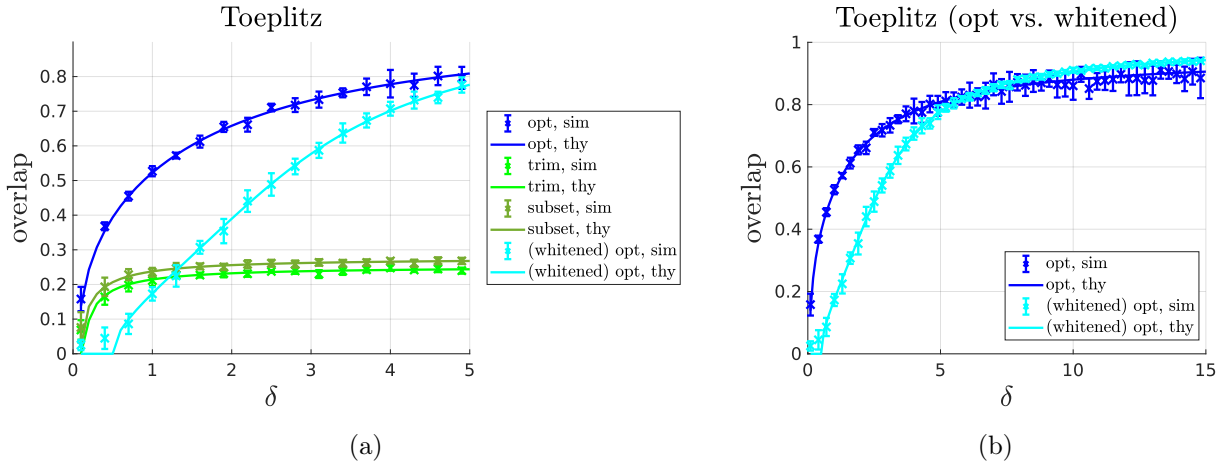 Toeplitz
overlap
0.8
0.7
0.6
0.5
0.4
0.3
0.2
0.1
0
0 1 2 3 4 5
δ
opt, sim
opt, thy
trim, sim
trim, thy
subset, sim
subset, thy
(whitened) opt, sim
(whitened) opt, thy
(a)
Toeplitz (opt vs. whitened)
overlap
1
0.8
0.6
0.4
0.2
0
0 5 10 15
δ
opt, sim
opt, thy
(whitened) opt, sim
(whitened) opt, thy
(b)